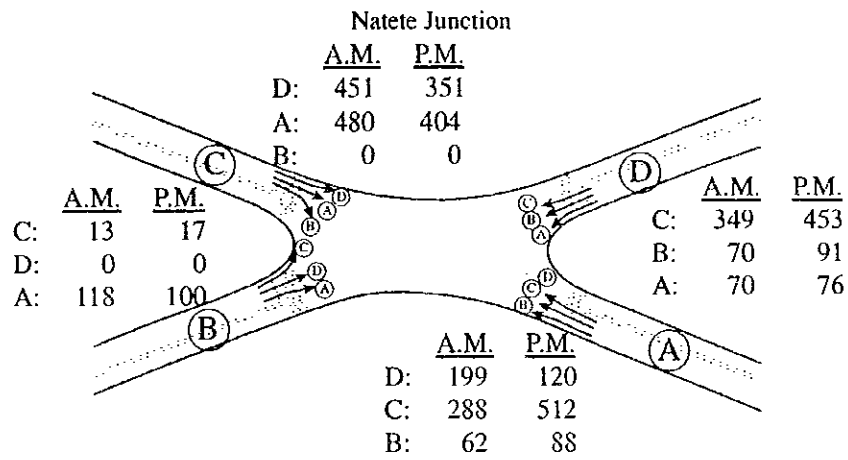 Natete Junction
A.M. P.M.
D: 451 351
A: 480 404
B: 0 0
C
D
A.M. P.M.
C: 13 17
D: 0 0
A: 118 100
D
A
B
C
D
A
C
B
A
D
C
B
A.M. P.M.
C: 349 453
B: 70 91
A: 70 76
B
A
A.M. P.M.
D: 199 120
C: 288 512
B: 62 88